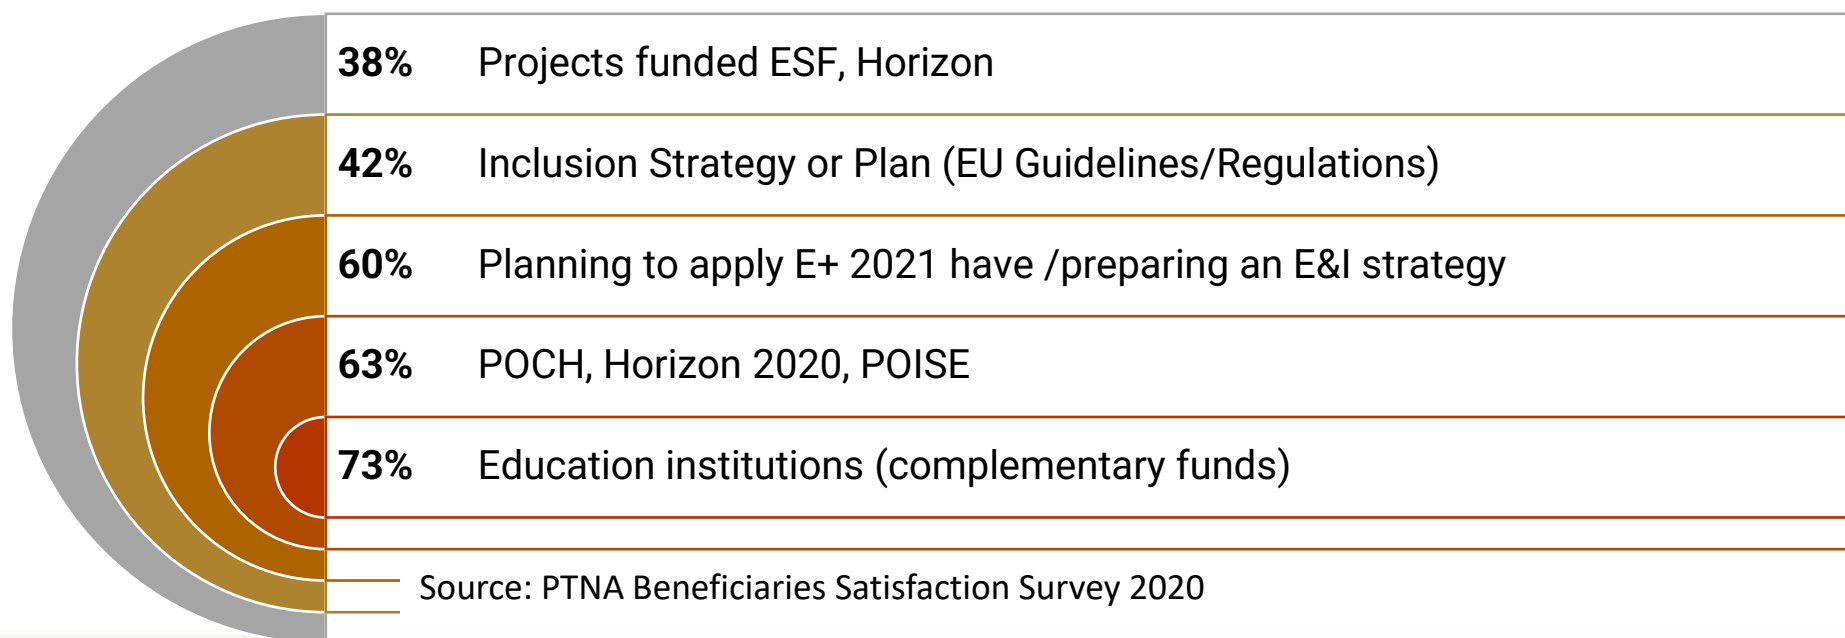 38% Projects funded ESF, Horizon
42% Inclusion Strategy or Plan (EU Guidelines/Regulations)
60% Planning to apply E+ 2021 have /preparing an E&I strategy
63% POCH, Horizon 2020, POISE
73% Education institutions (complementary funds)
Source: PTNA Beneficiaries Satisfaction Survey 2020